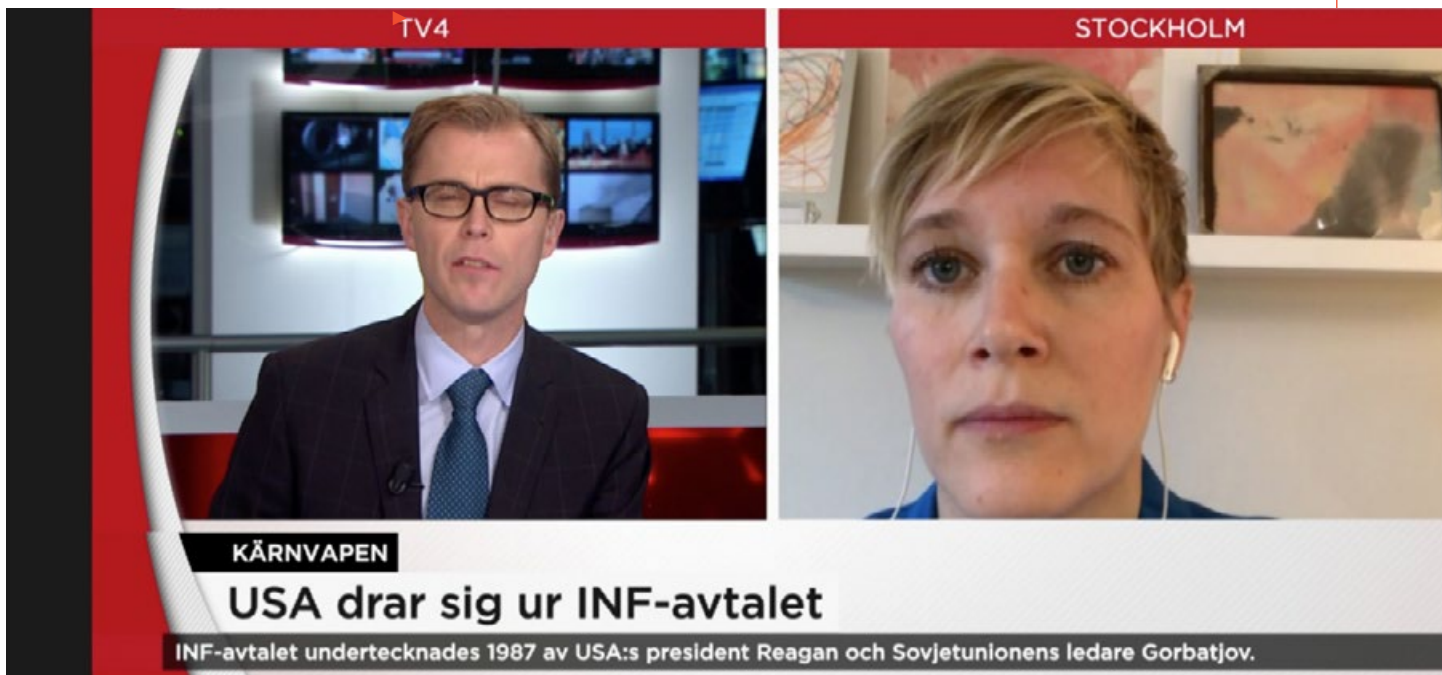 TV4
STOCKHOLM
KÄRNVAPEN
USA drar sig ur INF-avtalet
INF-avtalet undertecknades 1987 av USA:s president Reagan och Sovjetunionens ledare Gorbatjov.